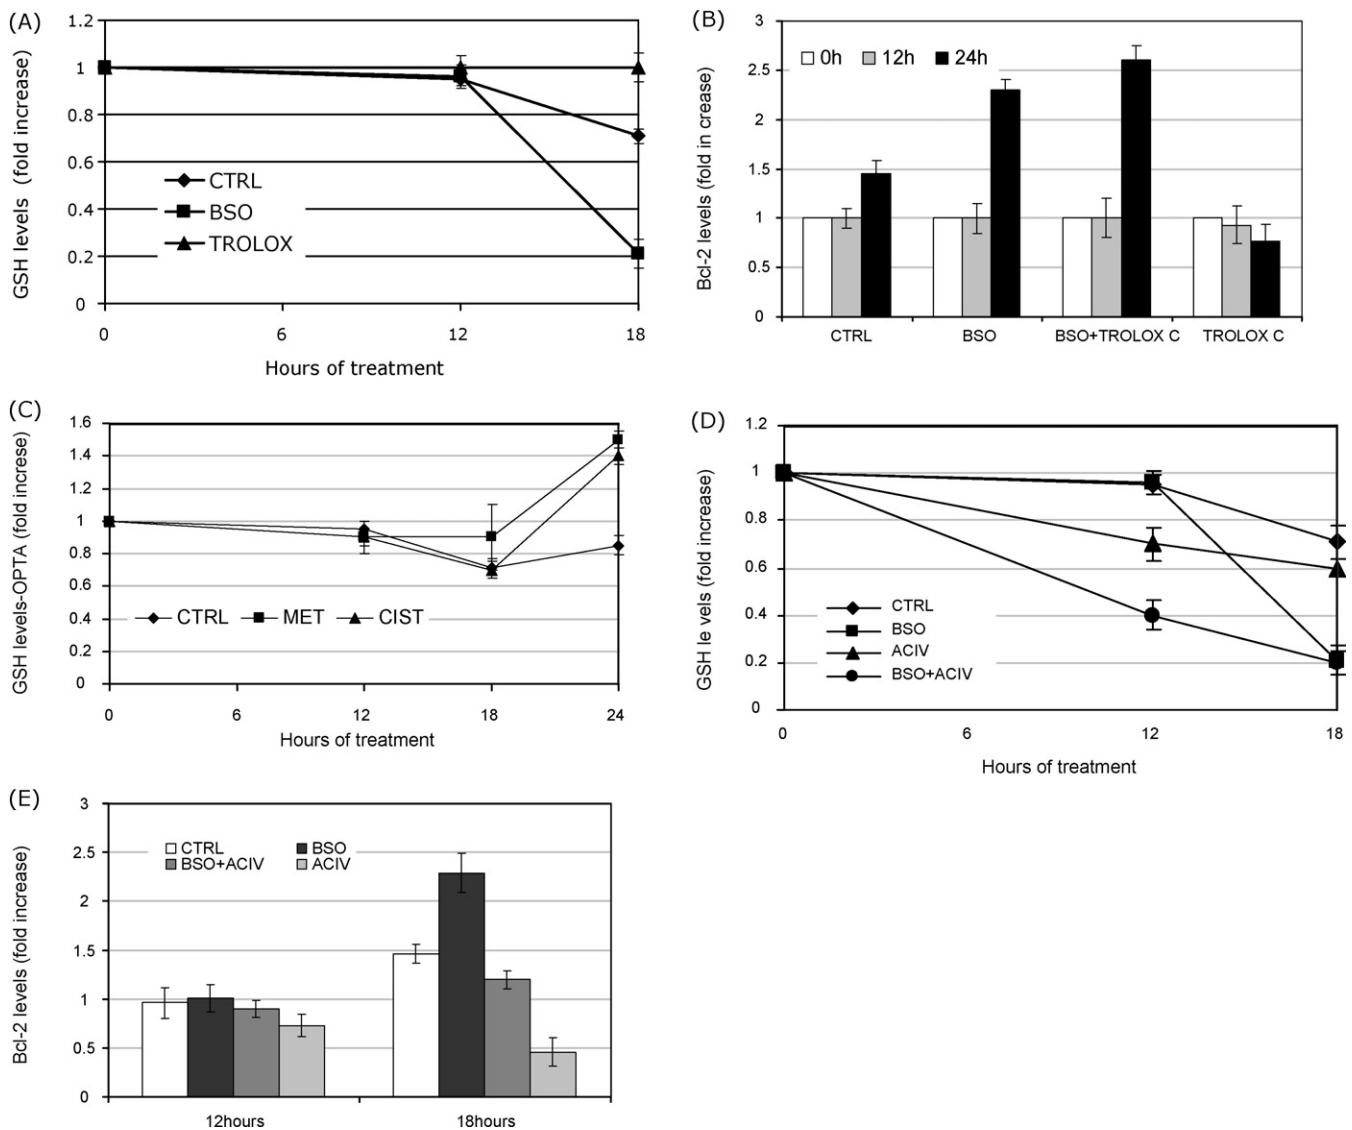 (A)
GSH levels (fold increase)
1.2
1
0.8
0.6
0.4
0.2
0
CTRL
BSO
TROLOX
0 6 12 18
Hours of treatment
(B)
Bcl-2 levels (fold in crease)
3
2.5
2
1.5
1
0.5
0
0h 12h 24h
CTRL BSO BSO+TROLOX C TROLOX C
(C)
GSH levels-OPTA (fold increse)
1.6
1.4
1.2
1
0.8
0.6
0.4
0.2
0
CTRL MET CIST
0 6 12 18 24
Hours of treatment
(D)
GSH le vels (fold increase)
1.2
1
0.8
0.6
0.4
0.2
0
CTRL
BSO
ACIV
BSO+ACIV
0 6 12 18
Hours of treatment
(E)
Bcl-2 levels (fold increase)
3
2.5
2
1.5
1
0.5
0
CTRL BSO
BSO+ACIV ACIV
12hours 18hours